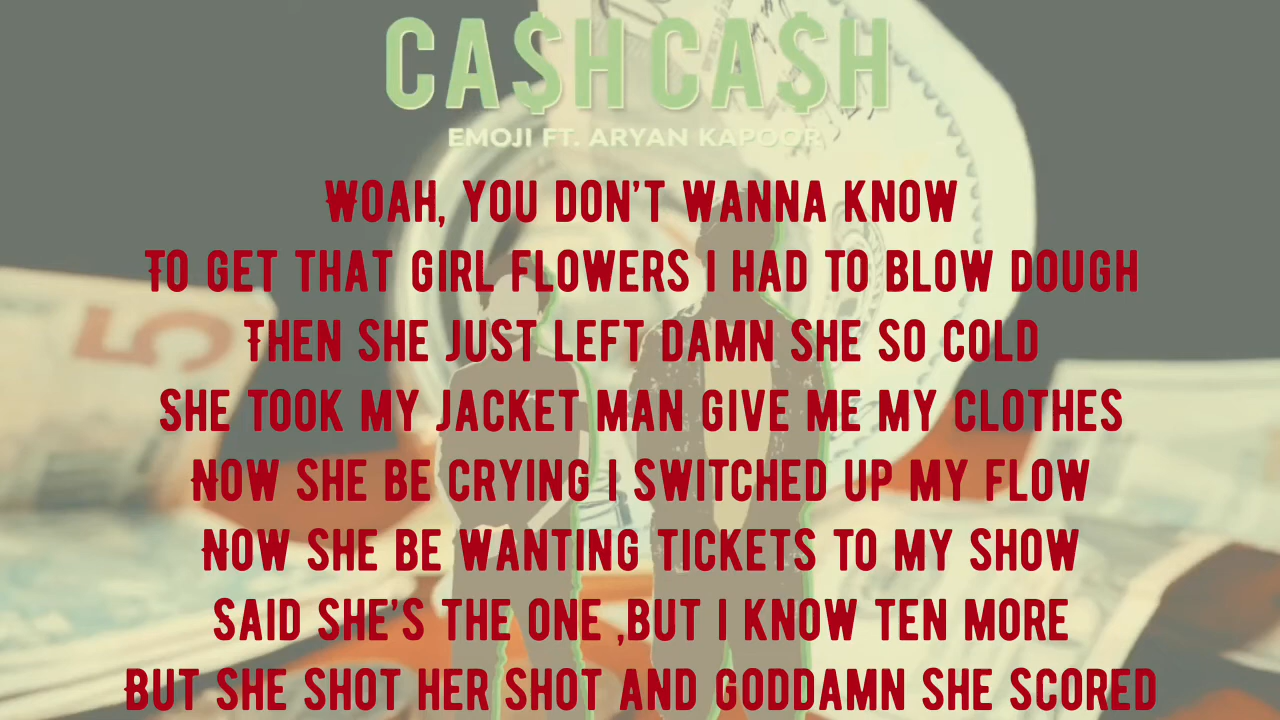 CA$H CA$H
EMOJI FT. ARYAN KAPOOR
WOAH, YOU DON'T WANNA KNOW
TO GET THAT GIRL FLOWERS I HAD TO BLOW DOUGH
THEN SHE JUST LEFT DAMN SHE SO COLD
SHE TOOK MY JACKET MAN GIVE ME MY CLOTHES
NOW SHE BE CRYING I SWITCHED UP MY FLOW
NOW SHE BE WANTING TICKETS TO MY SHOW
SAID SHE'S THE ONE ,BUT I KNOW TEN MORE
BUT SHE SHOT HER SHOT AND GODDAMN SHE SCORED
5